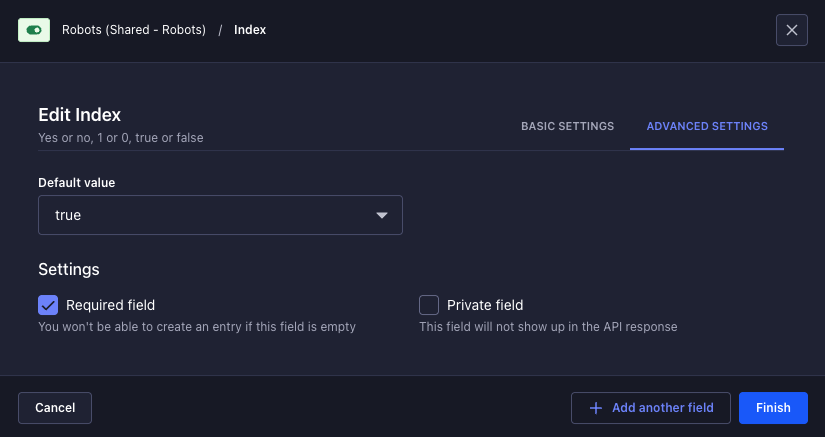 Robots (Shared - Robots) / Index
Edit Index
Yes or no, 1 or 0, true or false
BASIC SETTINGS
ADVANCED SETTINGS
Default value
true
Settings
Required field
You won't be able to create an entry if this field is empty
Private field
This field will not show up in the API response
Cancel
Add another field
Finish